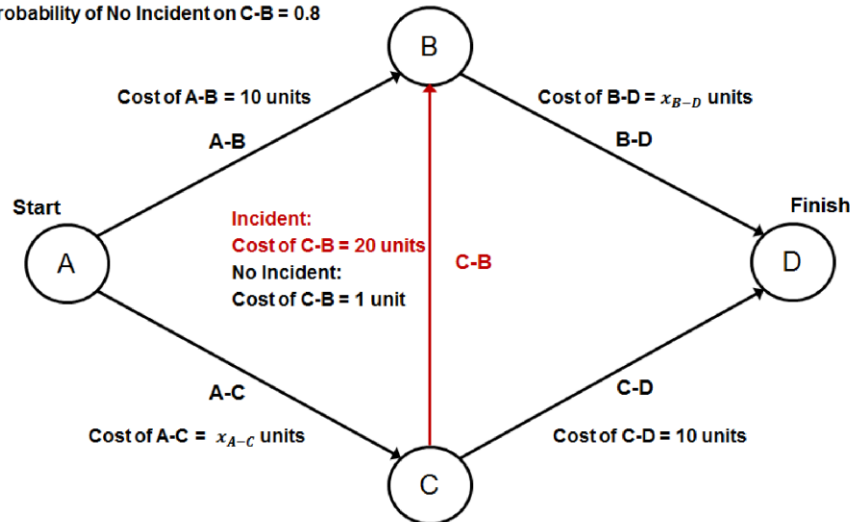 robability of No Incident on C-B = 0.8
B
Cost of A-B = 10 units
Cost of B-D = x_{B-D} units
A-B
B-D
Start
Finish
A
Incident:
Cost of C-B = 20 units
No Incident:
Cost of C-B = 1 unit
C-B
D
A-C
C-D
Cost of A-C = x_{A-C} units
Cost of C-D = 10 units
C